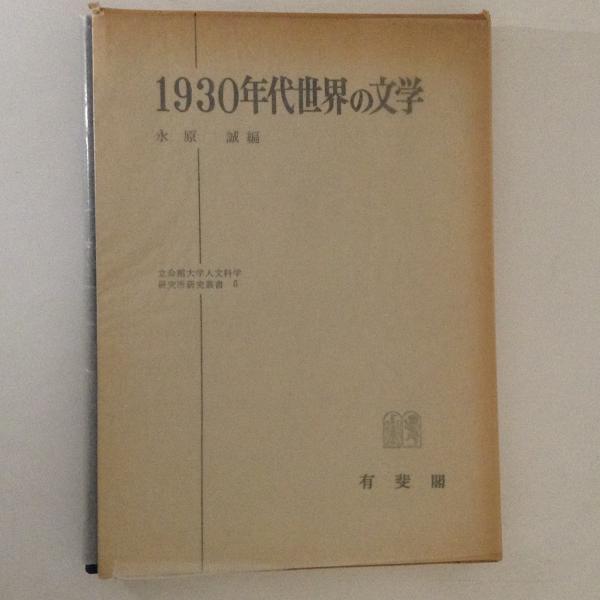 1930年代世界の文学
永原 誠 編
立命館大学人文科学
研究所研究叢書 6
有斐閣